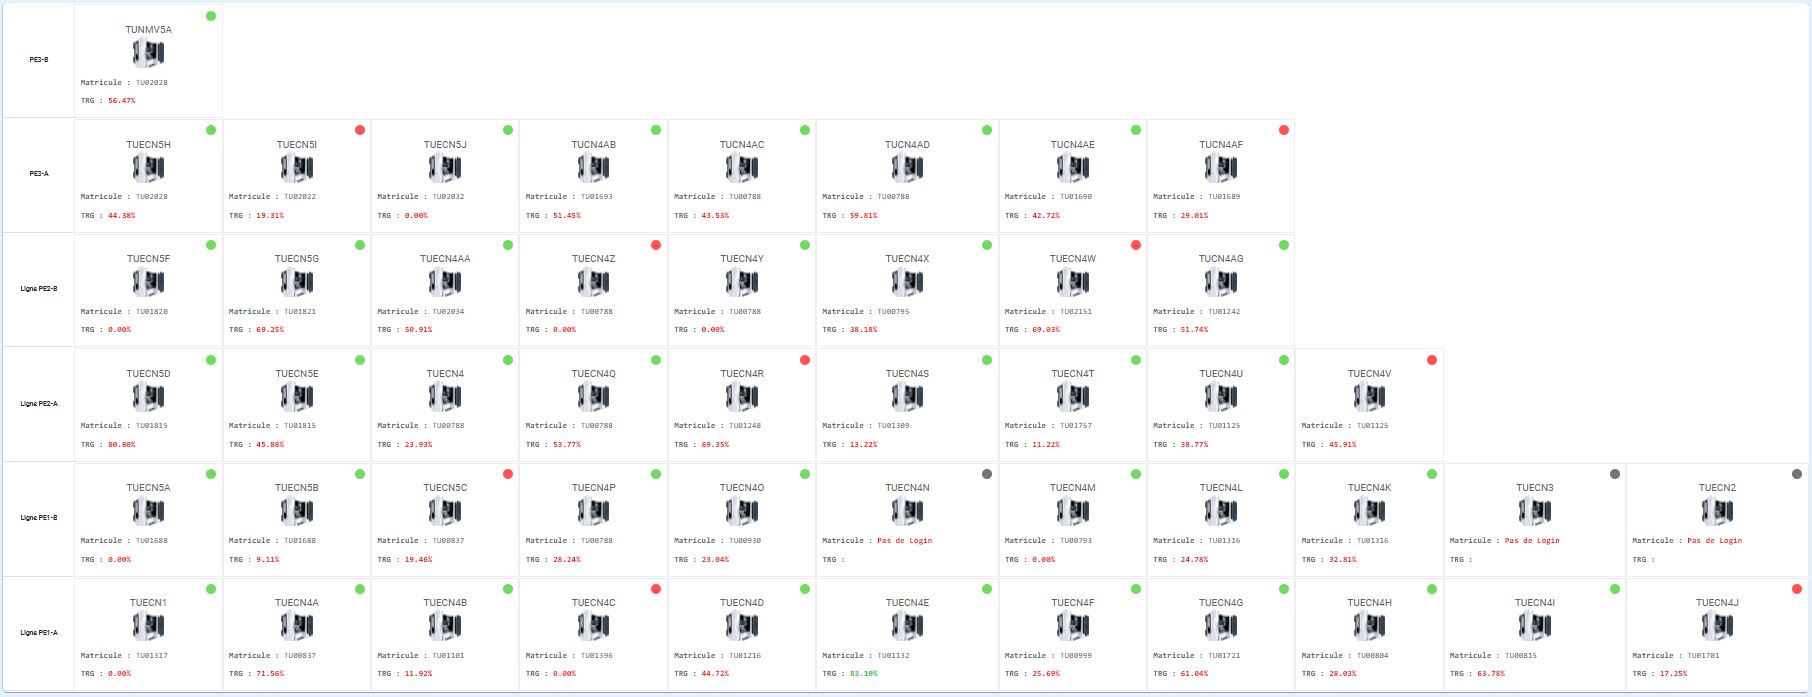 PE3-B
TUNMV5A
Matricule : TU02028
TRG : 56.47%
PE3-A
TUECN5H
Matricule : TU02028
TRG : 44.38%
TUECN5I
Matricule : TU02022
TRG : 19.31%
TUECN5J
Matricule : TU02032
TRG : 0.00%
TUCN4AB
Matricule : TU01693
TRG : 51.45%
TUCN4AC
Matricule : TU00788
TRG : 43.53%
TUCN4AD
Matricule : TU00788
TRG : 59.81%
TUCN4AE
Matricule : TU01690
TRG : 42.72%
TUCN4AF
Matricule : TU01689
TRG : 29.01%
Ligne PE2-B
TUECN5F
Matricule : TU01820
TRG : 0.00%
TUECN5G
Matricule : TU01821
TRG : 69.25%
TUECN4AA
Matricule : TU02034
TRG : 50.91%
TUECN4Z
Matricule : TU00788
TRG : 0.00%
TUECN4Y
Matricule : TU00788
TRG : 0.00%
TUECN4X
Matricule : TU00795
TRG : 38.18%
TUECN4W
Matricule : TU02151
TRG : 69.03%
TUCN4AG
Matricule : TU01242
TRG : 51.74%
Ligne PE2-A
TUECN5D
Matricule : TU01815
TRG : 80.80%
TUECN5E
Matricule : TU01815
TRG : 45.88%
TUECN4
Matricule : TU00788
TRG : 23.93%
TUECN4Q
Matricule : TU00788
TRG : 53.77%
TUECN4R
Matricule : TU01248
TRG : 69.35%
TUECN4S
Matricule : TU01309
TRG : 13.22%
TUECN4T
Matricule : TU01757
TRG : 11.22%
TUECN4U
Matricule : TU01125
TRG : 38.77%
TUECN4V
Matricule : TU01125
TRG : 45.91%
Ligne PE1-B
TUECN5A
Matricule : TU01688
TRG : 0.00%
TUECN5B
Matricule : TU01688
TRG : 9.11%
TUECN5C
Matricule : TU00837
TRG : 19.46%
TUECN4P
Matricule : TU00788
TRG : 28.24%
TUECN4O
Matricule : TU00930
TRG : 23.04%
TUECN4N
Matricule : Pas de Login
TRG :
TUECN4M
Matricule : TU00793
TRG : 0.00%
TUECN4L
Matricule : TU01316
TRG : 24.78%
TUECN4K
Matricule : TU01316
TRG : 32.81%
TUECN3
Matricule : Pas de Login
TRG :
TUECN2
Matricule : Pas de Login
TRG :
Ligne PE1-A
TUECN1
Matricule : TU01317
TRG : 0.00%
TUECN4A
Matricule : TU00837
TRG : 71.56%
TUECN4B
Matricule : TU01101
TRG : 11.92%
TUECN4C
Matricule : TU01396
TRG : 0.00%
TUECN4D
Matricule : TU01216
TRG : 44.72%
TUECN4E
Matricule : TU01132
TRG : 83.10%
TUECN4F
Matricule : TU00999
TRG : 25.69%
TUECN4G
Matricule : TU01721
TRG : 61.04%
TUECN4H
Matricule : TU00804
TRG : 28.03%
TUECN4I
Matricule : TU00815
TRG : 63.78%
TUECN4J
Matricule : TU01701
TRG : 17.25%